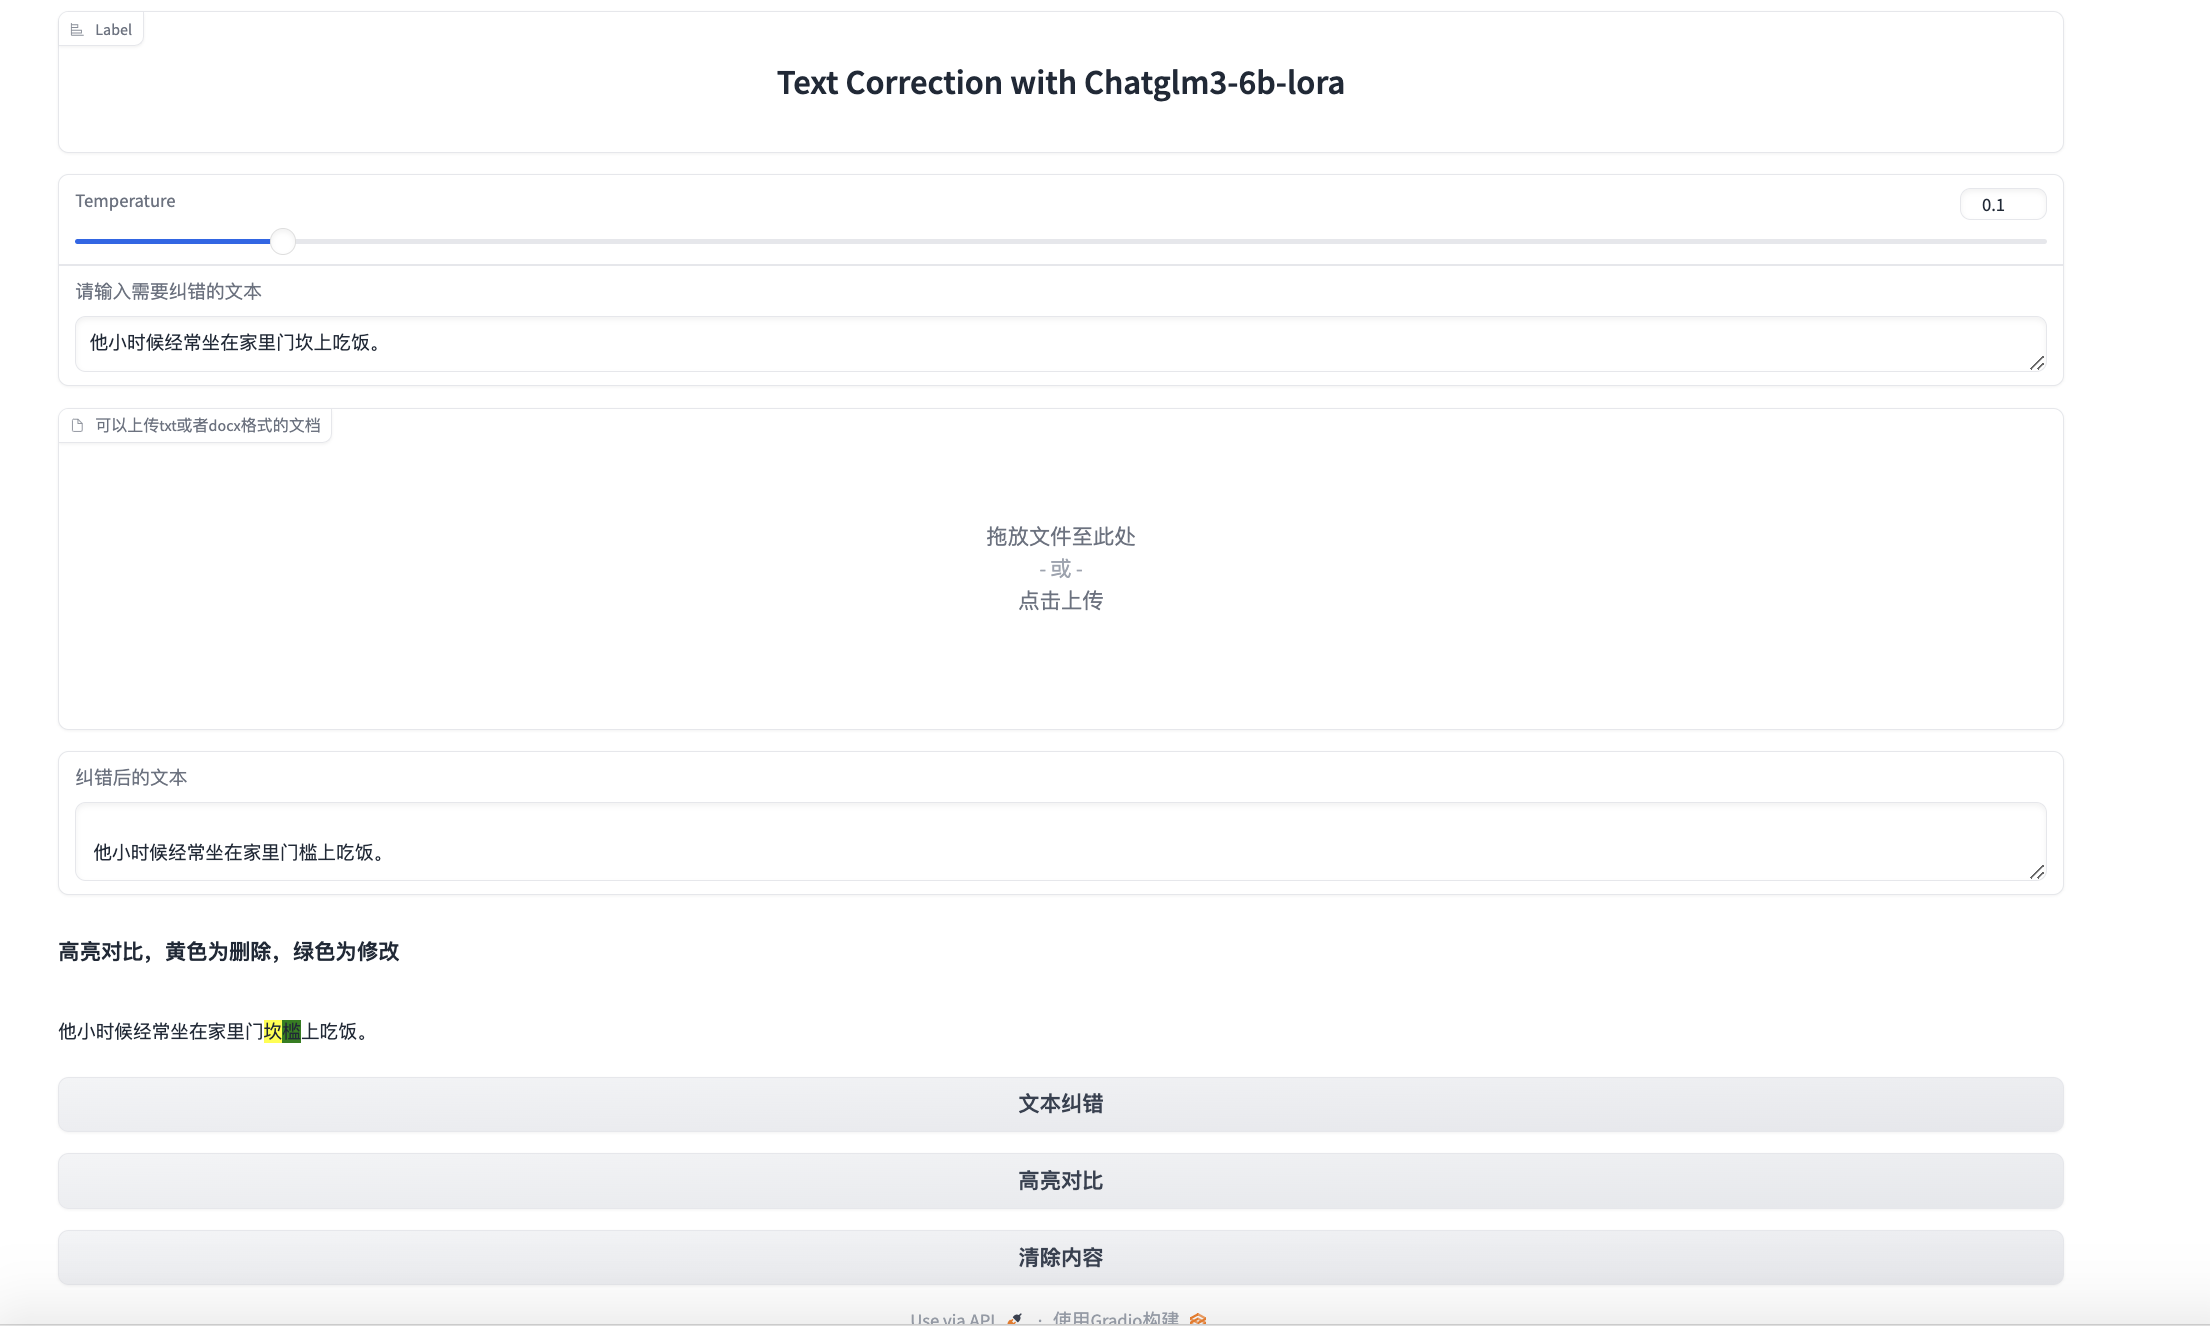 Label
Text Correction with Chatglm3-6b-lora
Temperature
0.1
请输入需要纠错的文本
他小时候经常坐在家里门坎上吃饭。
可以上传txt或者docx格式的文档
拖放文件至此处
- 或 -
点击上传
纠错后的文本
他小时候经常坐在家里门槛上吃饭。
高亮对比，黄色为删除，绿色为修改
他小时候经常坐在家里门坎槛上吃饭。
文本纠错
高亮对比
清除内容
Use via API · 使用Gradio构建